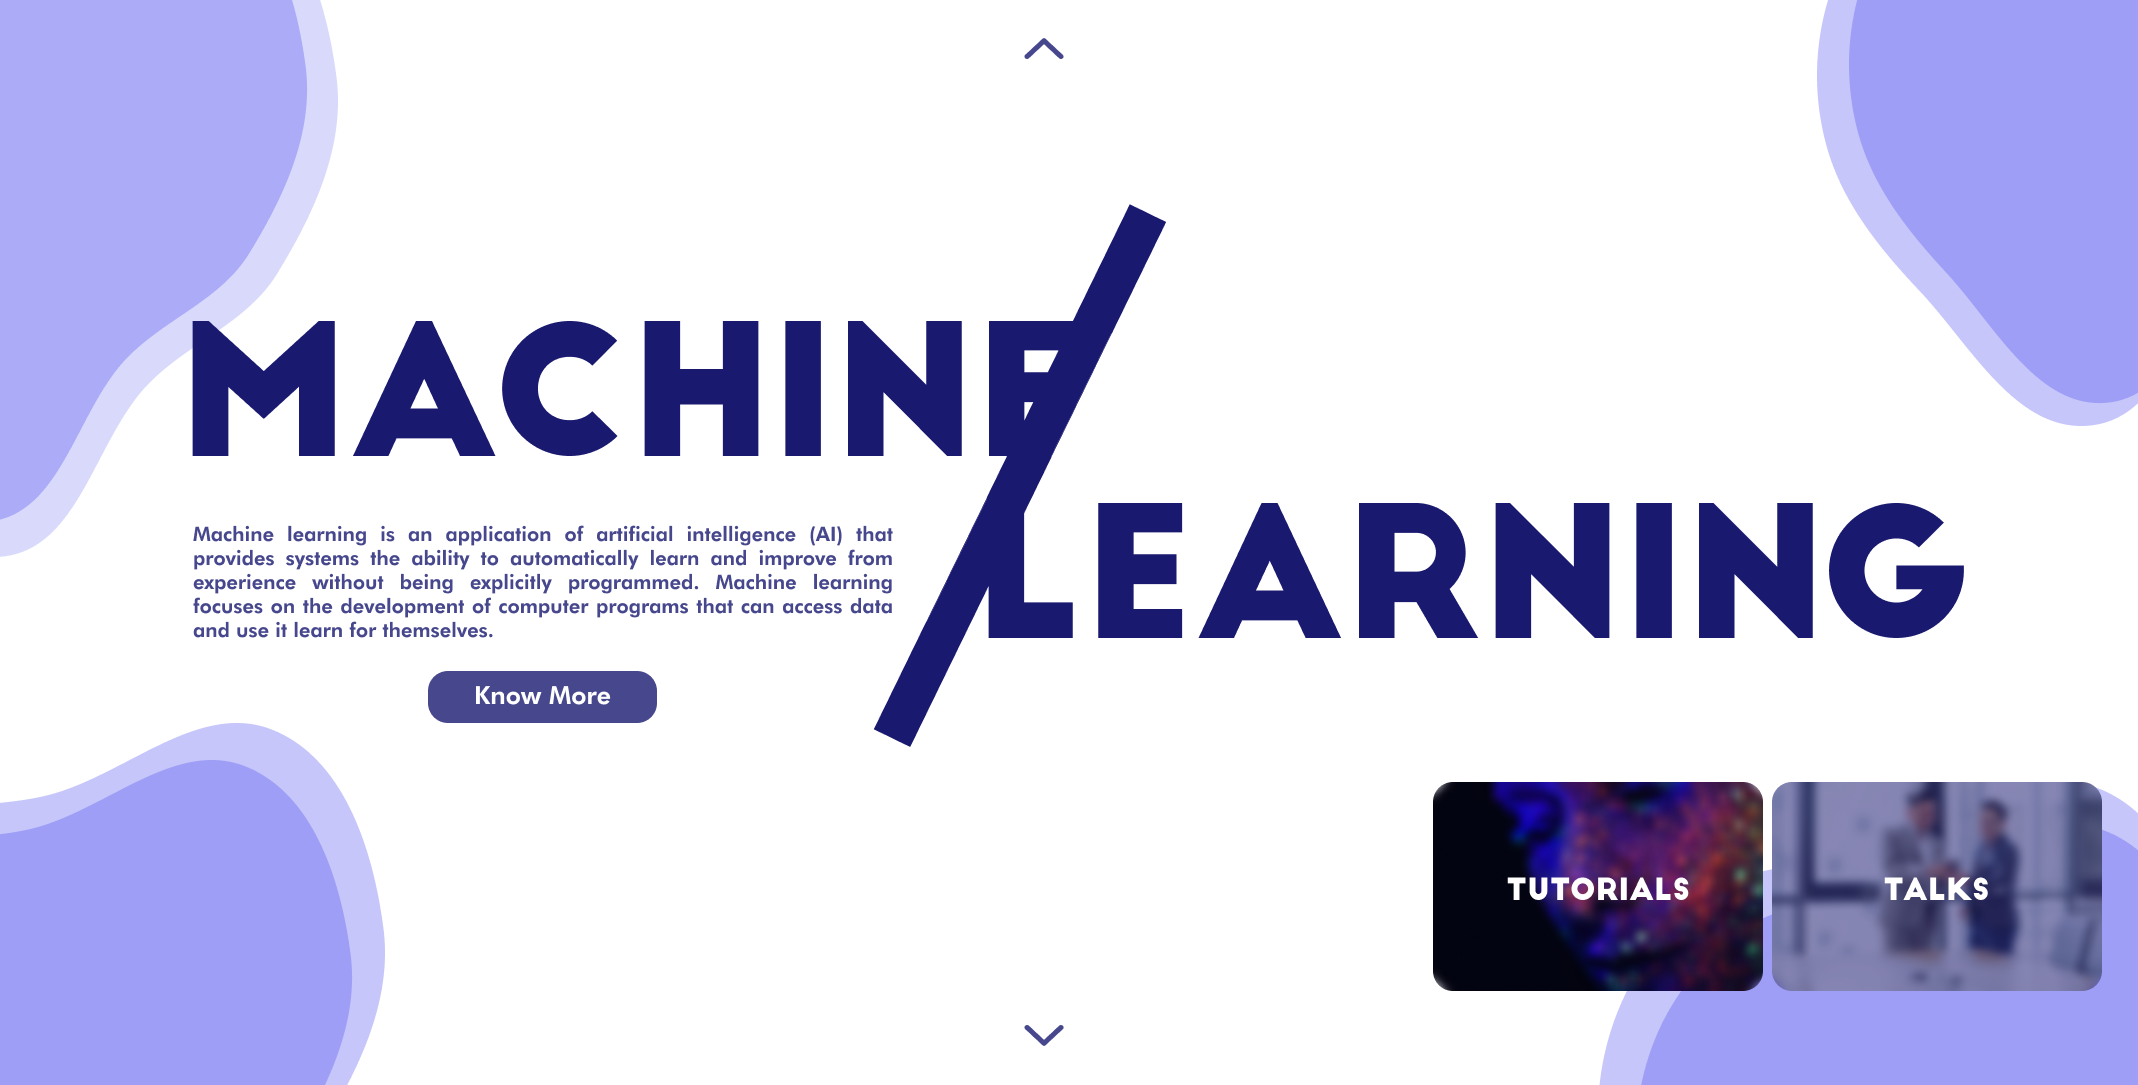 MACHINE
LEARNING
Machine learning is an application of artificial intelligence (AI) that
provides systems the ability to automatically learn and improve from
experience without being explicitly programmed. Machine learning
focuses on the development of computer programs that can access data
and use it learn for themselves.
Know More
TUTORIALS
TALKS